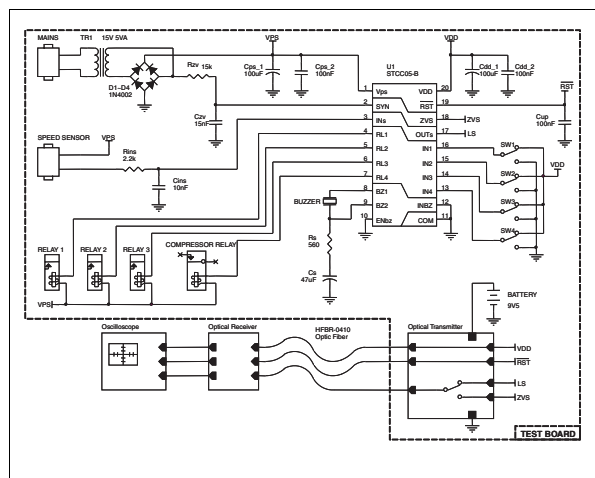 MAINS
TR1 15V 5VA
D1-D4
1N4002
Rzv 15k
Czv
15nF
VPS
Cps_1
100uF
Cps_2
100nF
U1
STCC05-B
VDD
Cdd_1
100uF
Cdd_2
100nF
RST
Cup
100nF
1 Vps VDD 20
2 SYN RST 19
3 INs ZVS 18 ZVS
4 RL1 OUTs 17 LS
5 RL2 IN1 16
6 RL3 IN2 15
7 RL4 IN3 14
8 BZ1 IN4 13
9 BZ2 INBZ 12
10 ENbz COM 11
SW1
SW2
SW3
SW4
VDD
SPEED SENSOR
VPS
Rins
2.2k
Cins
10nF
BUZZER
Rs
560
Cs
47uF
RELAY 1
RELAY 2
RELAY 3
COMPRESSOR RELAY
VPS
BATTERY
9V5
Oscilloscope
Optical Receiver
HFBR-0410
Optic Fiber
Optical Transmitter
VDD
RST
LS
ZVS
TEST BOARD